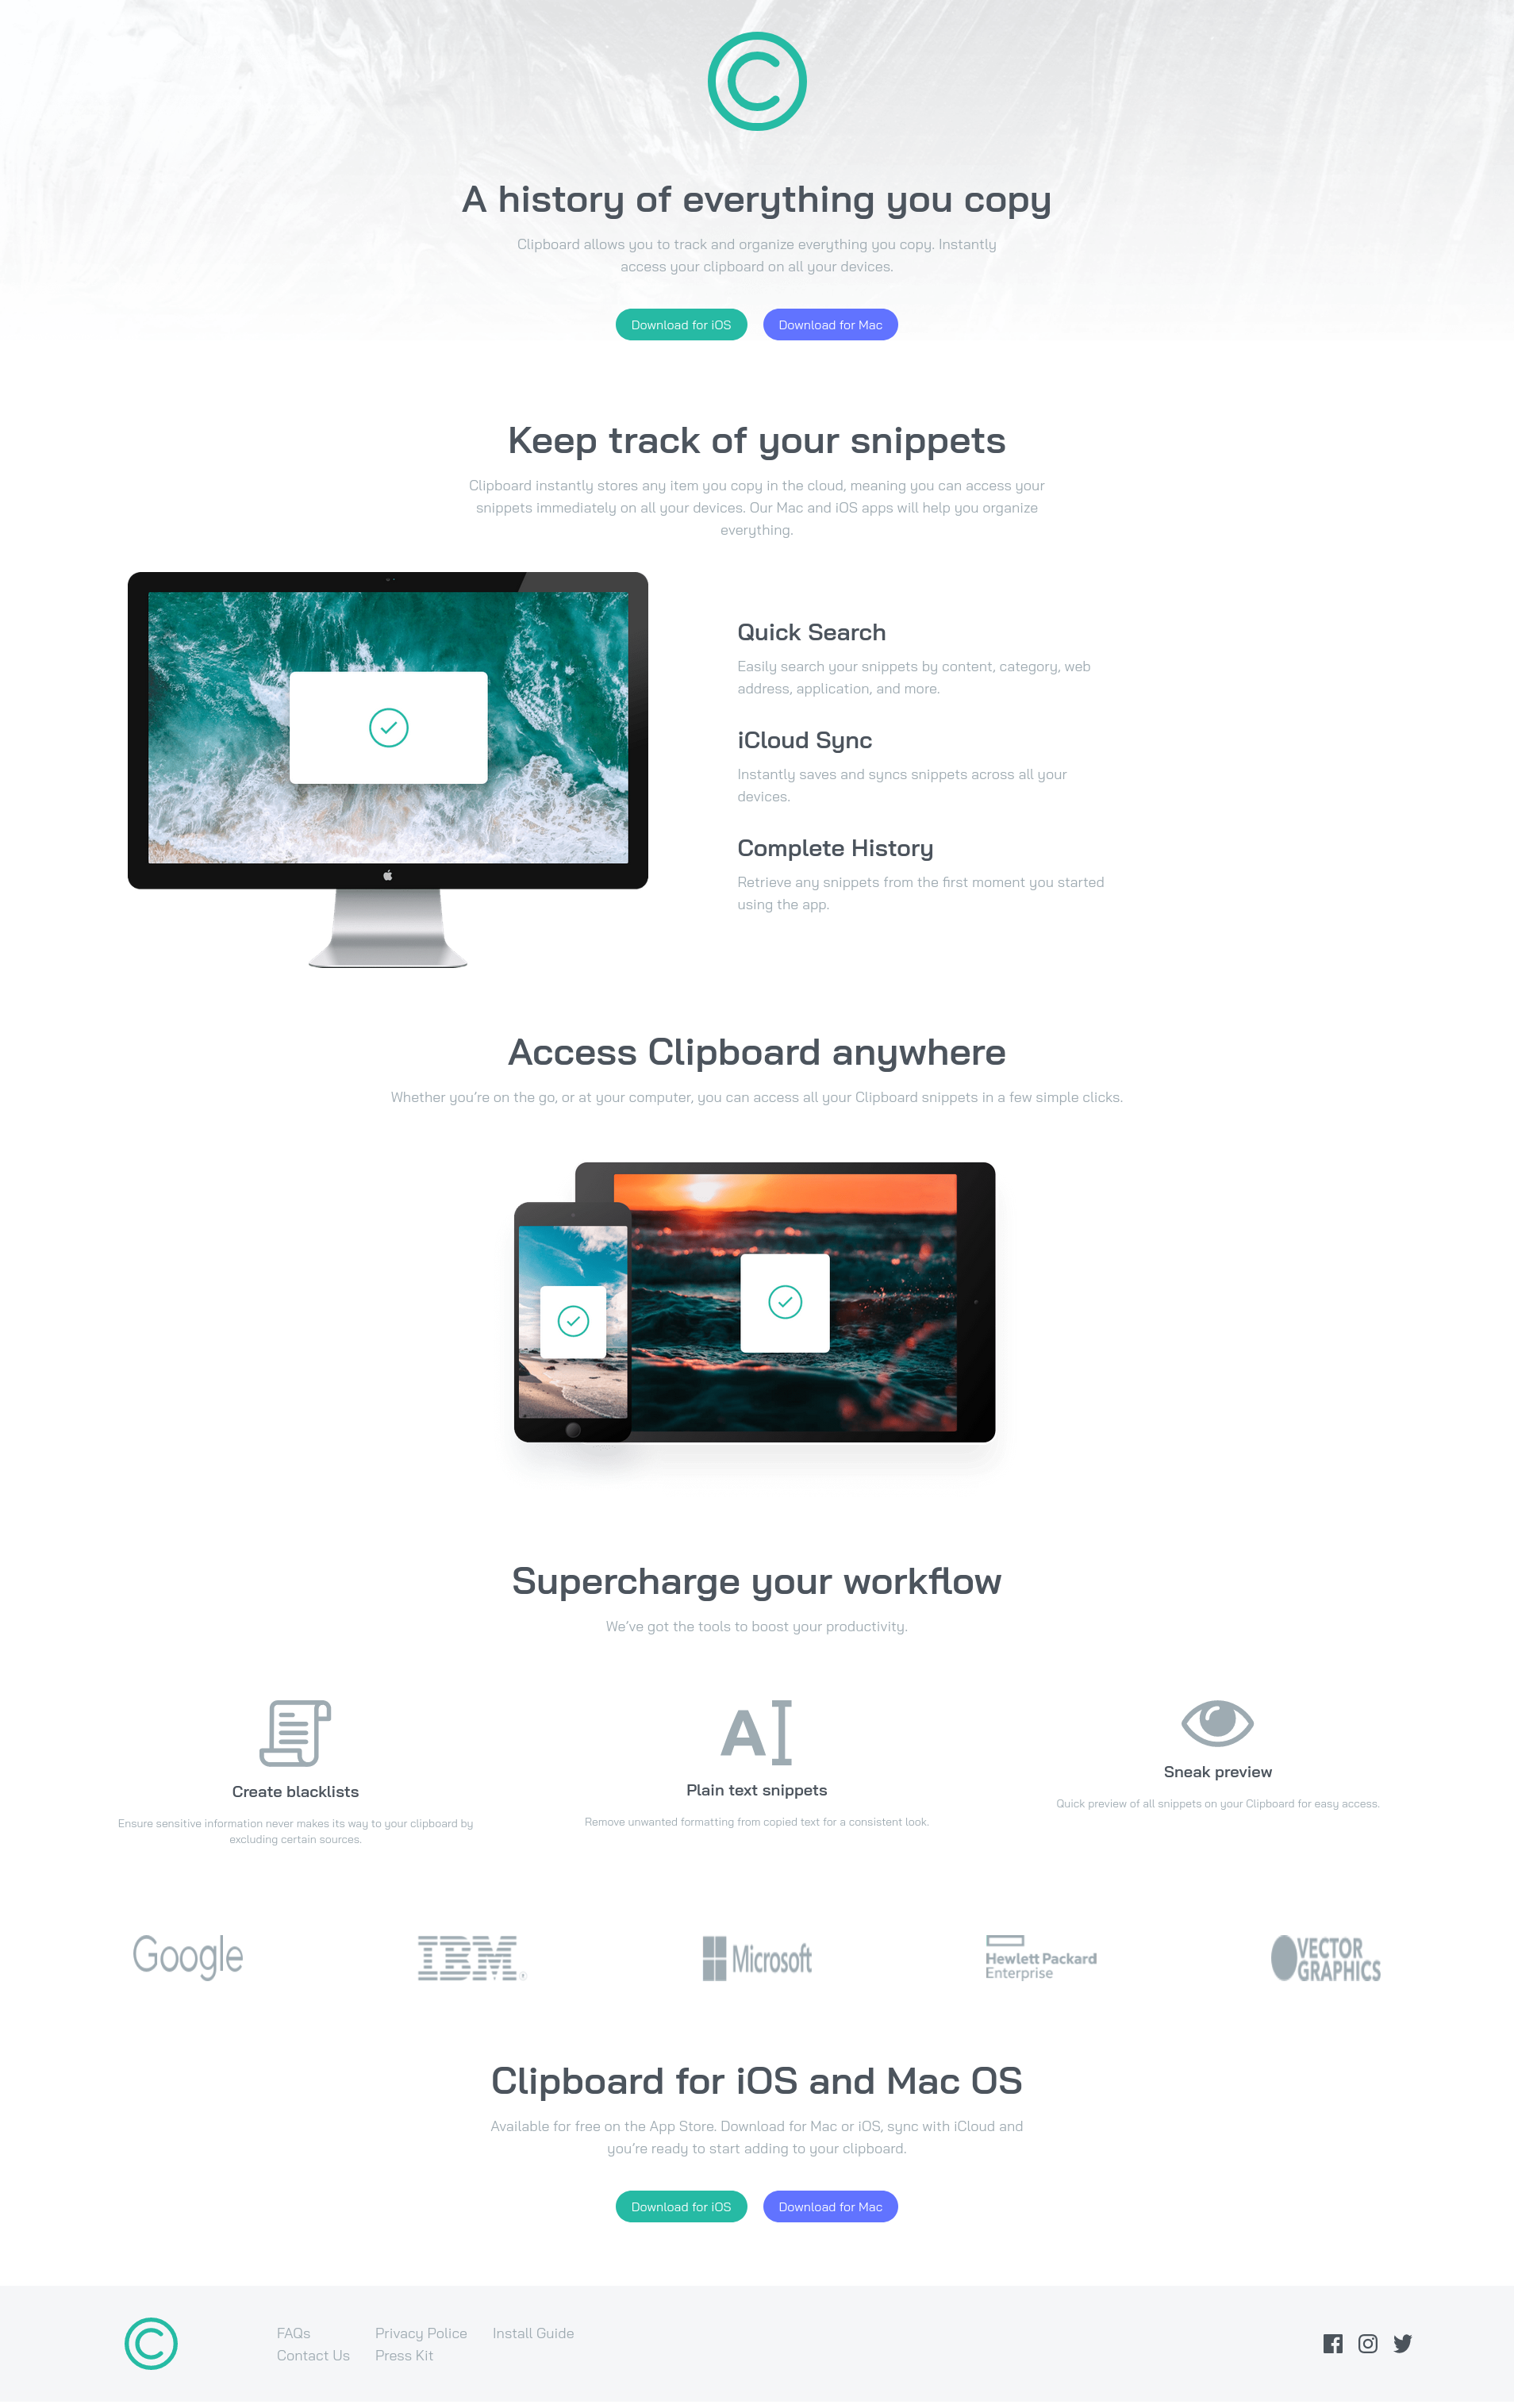 A history of everything you copy
Clipboard allows you to track and organize everything you copy. Instantly
access your clipboard on all your devices.
Download for iOS Download for Mac
Keep track of your snippets
Clipboard instantly stores any item you copy in the cloud, meaning you can access your
snippets immediately on all your devices. Our Mac and iOS apps will help you organize
everything.
Quick Search
Easily search your snippets by content, category, web
address, application, and more.
iCloud Sync
Instantly saves and syncs snippets across all your
devices.
Complete History
Retrieve any snippets from the first moment you started
using the app.
Access Clipboard anywhere
Whether you’re on the go, or at your computer, you can access all your Clipboard snippets in a few simple clicks.
Supercharge your workflow
We’ve got the tools to boost your productivity.
Create blacklists
Ensure sensitive information never makes its way to your clipboard by
excluding certain sources.
Plain text snippets
Remove unwanted formatting from copied text for a consistent look.
Sneak preview
Quick preview of all snippets on your Clipboard for easy access.
Google
IBM
Microsoft
Hewlett Packard
Enterprise
VECTOR
GRAPHICS
Clipboard for iOS and Mac OS
Available for free on the App Store. Download for Mac or iOS, sync with iCloud and
you’re ready to start adding to your clipboard.
Download for iOS Download for Mac
FAQs
Contact Us
Privacy Police
Press Kit
Install Guide